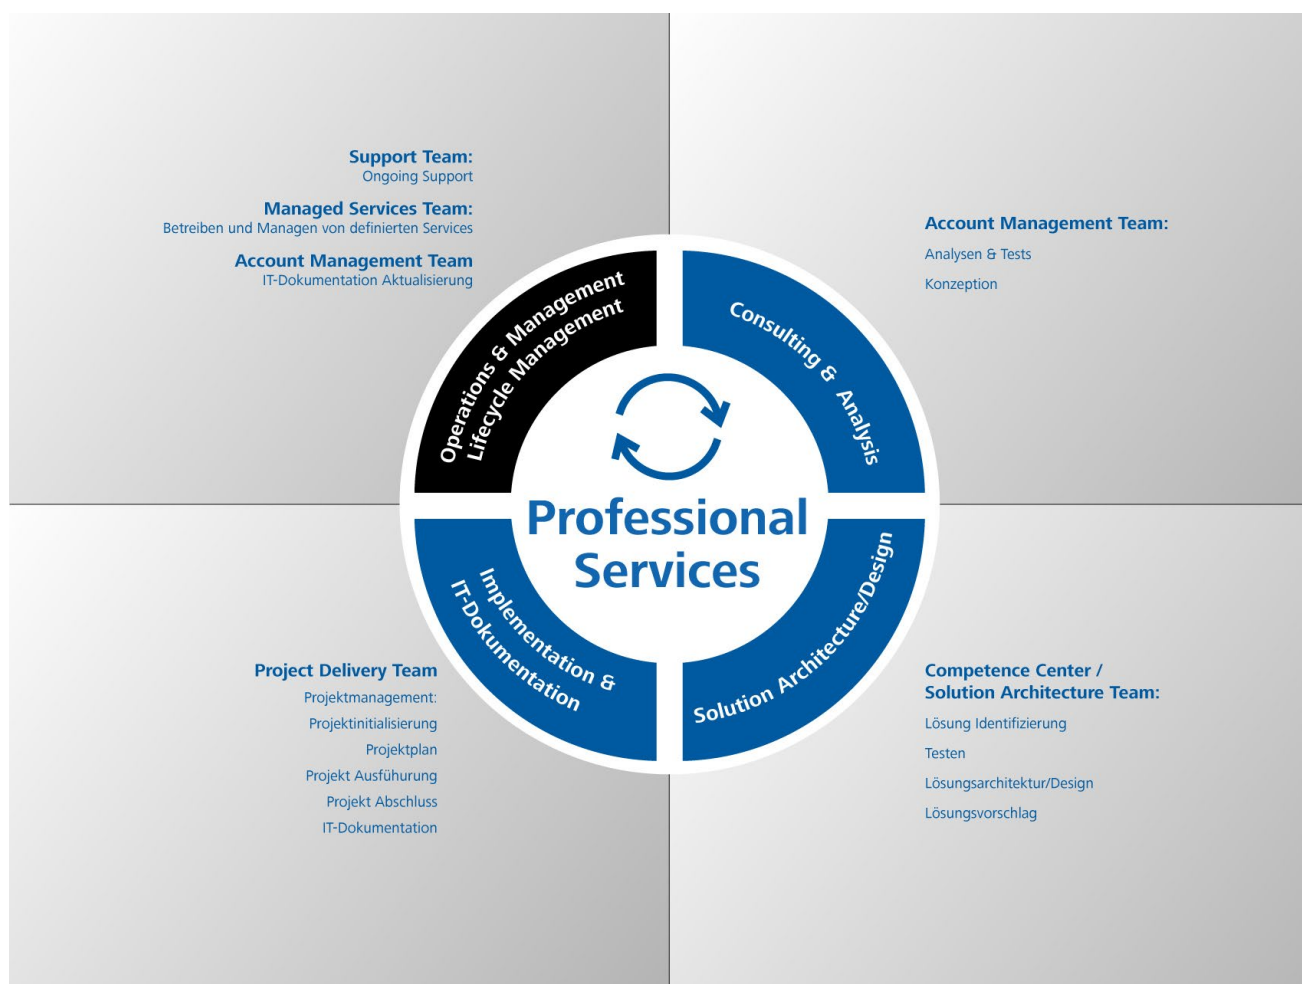 Support Team:
Ongoing Support
Managed Services Team:
Betreiben und Managen von definierten Services
Account Management Team
IT-Dokumentation Aktualisierung
Account Management Team:
Analysen & Tests
Konzeption
Operations & Management
Lifecycle Management
Consulting & Analysis
Professional
Services
Implementation &
IT-Dokumentation
Solution Architecture/Design
Project Delivery Team
Projektmanagement:
Projektinitialisierung
Projektplan
Projekt Ausfühurung
Projekt Abschluss
IT-Dokumentation
Competence Center /
Solution Architecture Team:
Lösung Identifizierung
Testen
Lösungsarchitektur/Design
Lösungsvorschlag